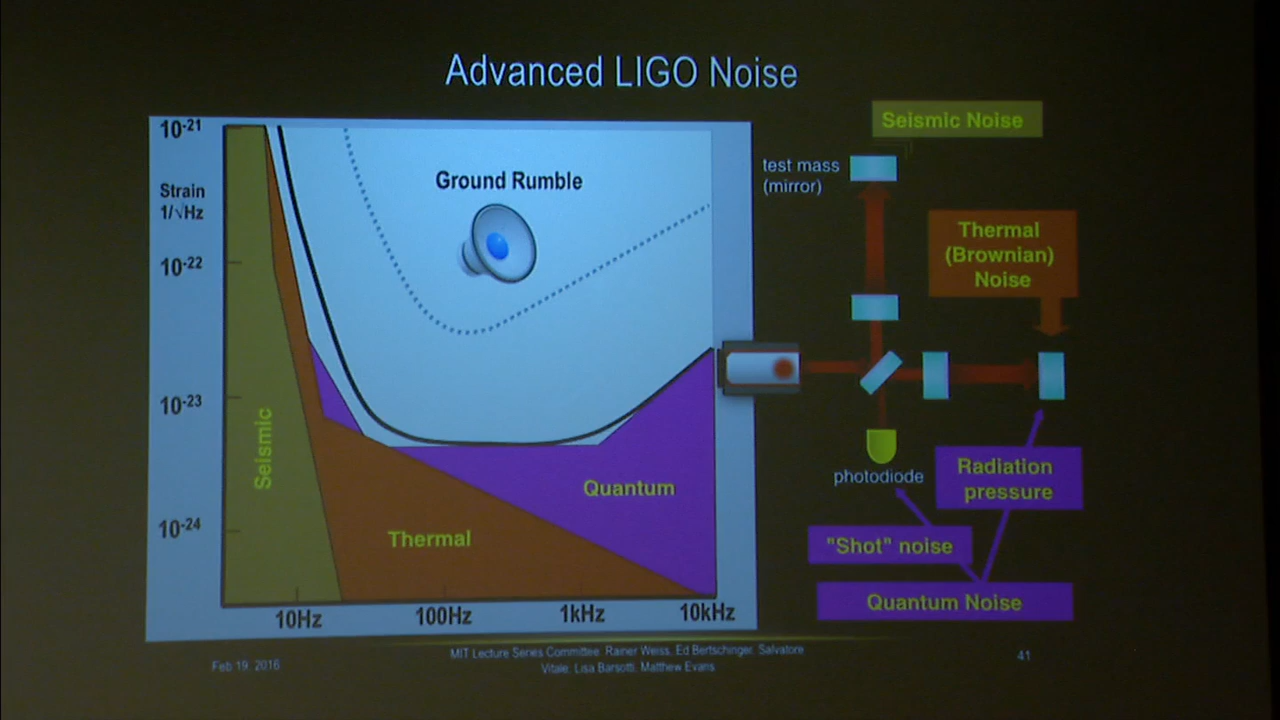 Advanced LIGO Noise
10-21
Strain
1/√Hz
10-22
10-23
10-24
Ground Rumble
Seismic
Thermal
Quantum
10Hz
100Hz
1kHz
10kHz
Seismic Noise
test mass
(mirror)
Thermal
(Brownian)
Noise
photodiode
Radiation
pressure
"Shot" noise
Quantum Noise
Feb 19, 2016
MIT Lecture Series Committee. Rainer Weiss, Ed Bertschinger, Salvatore
Vitale, Lisa Barsotti, Matthew Evans
41